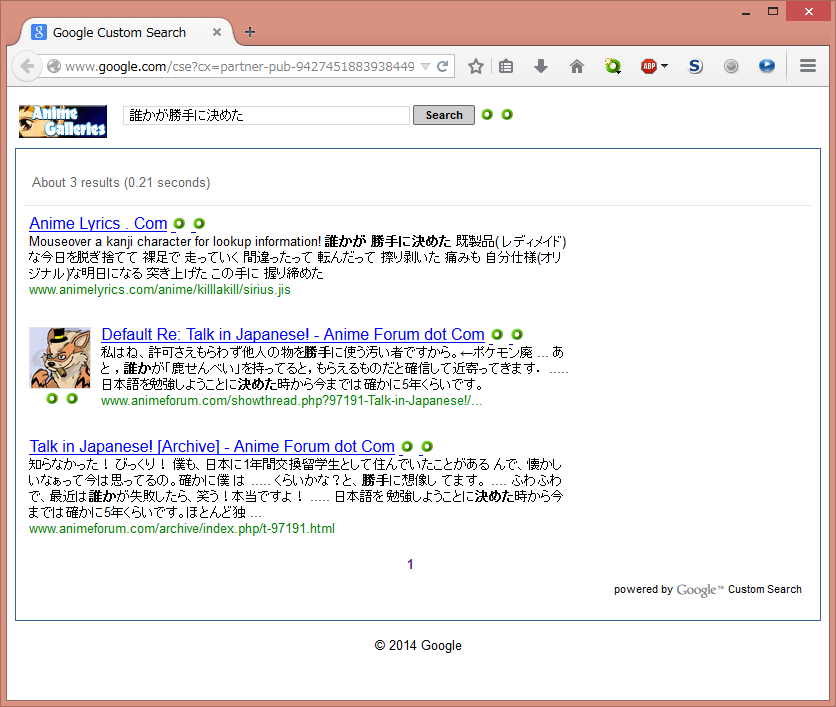 Google Custom Search
www.google.com/cse?cx=partner-pub-9427451883938449
ABP
Anime
Galleries
誰かが勝手に決めた
Search
About 3 results (0.21 seconds)
Anime Lyrics . Com
Mouseover a kanji character for lookup information! 誰かが 勝手に決めた 既製品(レディメイド)
な今日を脱ぎ捨てて 裸足で 走っていく 間違ったって 転んだって 擦り剥いた 痛みも 自分仕様(オリ
ジナル)な明日になる 突き上げた この手に 握り締めた
www.animelyrics.com/anime/killlakill/sirius.jis
Default Re: Talk in Japanese! - Anime Forum dot Com
私はね、許可さえもらわず他人の物を勝手に使う汚い者ですから。←ポケモン廃 ... あ
と，誰かが「鹿せんべい」を持ってると，もらえるものだと確信して近寄ってきます． .....
日本語を勉強しようことに決めた時から今までは確かに5年くらいです。
www.animeforum.com/showthread.php?97191-Talk-in-Japanese!/...
Talk in Japanese! [Archive] - Anime Forum dot Com
知らなかった！ びっくり！ 僕も、日本に1年間交換留学生として住んでいたことがある んで、懐かし
いなぁって今は思ってるの。確かに僕 は ..... くらいかな？と、勝手に想像し てます。 .... ふわふわ
で、最近は誰かが失敗したら、笑う！本当ですよ！ ..... 日本語を 勉強しようことに決めた時から今
までは 確かに5年くらいです。ほとんど独 ...
www.animeforum.com/archive/index.php/t-97191.html
1
powered by Google™ Custom Search
© 2014 Google